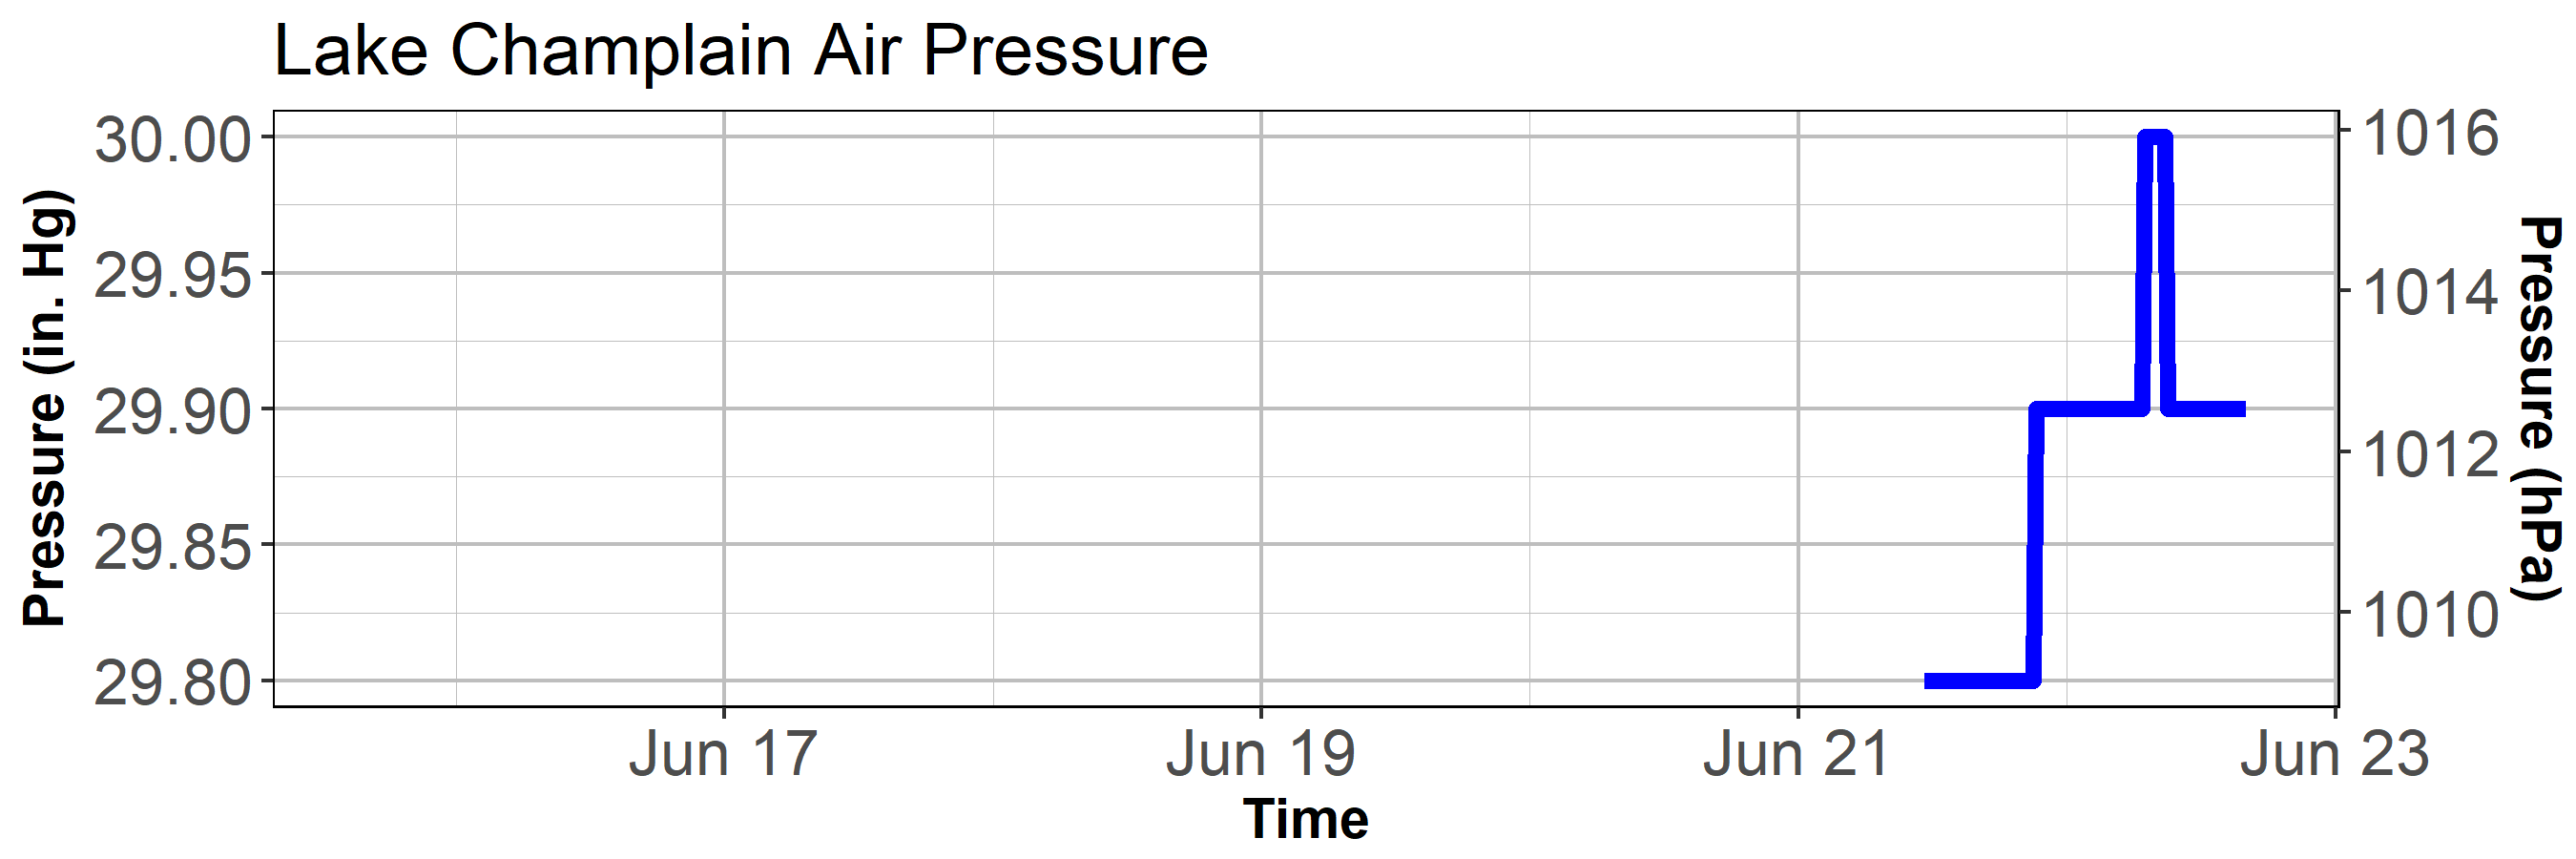 Lake Champlain Air Pressure
30.00
29.95
29.90
29.85
29.80
Pressure (in. Hg)
1016
1014
1012
1010
Pressure (hPa)
Jun 17
Jun 19
Jun 21
Jun 23
Time